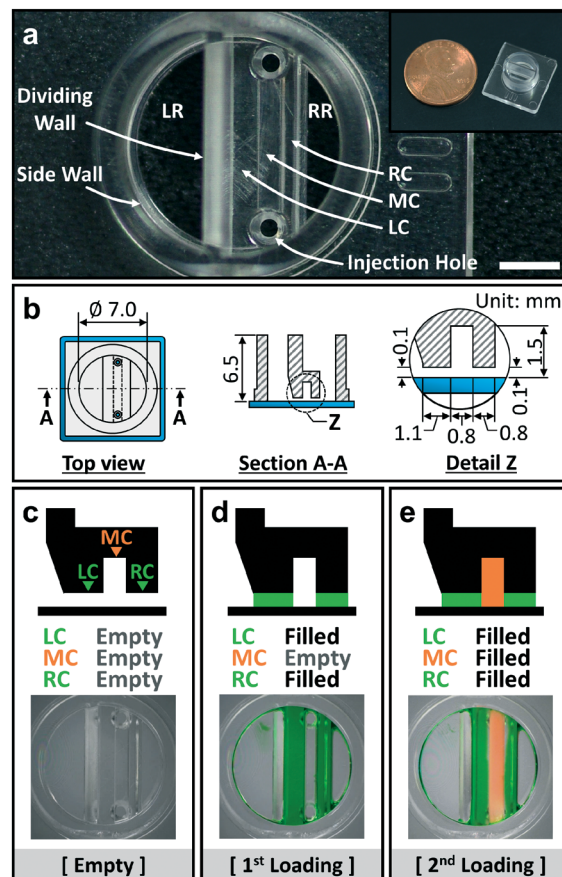 a
Dividing
Wall
LR
RR
Side Wall
RC
MC
LC
Injection Hole
b
Unit: mm
Ø 7.0
6.5
0.1
1.5
0.1
A
A
Z
1.1
0.8
0.8
Top view
Section A-A
Detail Z
c
d
e
MC
LC
RC
LC Empty
MC Empty
RC Empty
LC Filled
MC Empty
RC Filled
LC Filled
MC Filled
RC Filled
[ Empty ]
[ 1st Loading ]
[ 2nd Loading ]